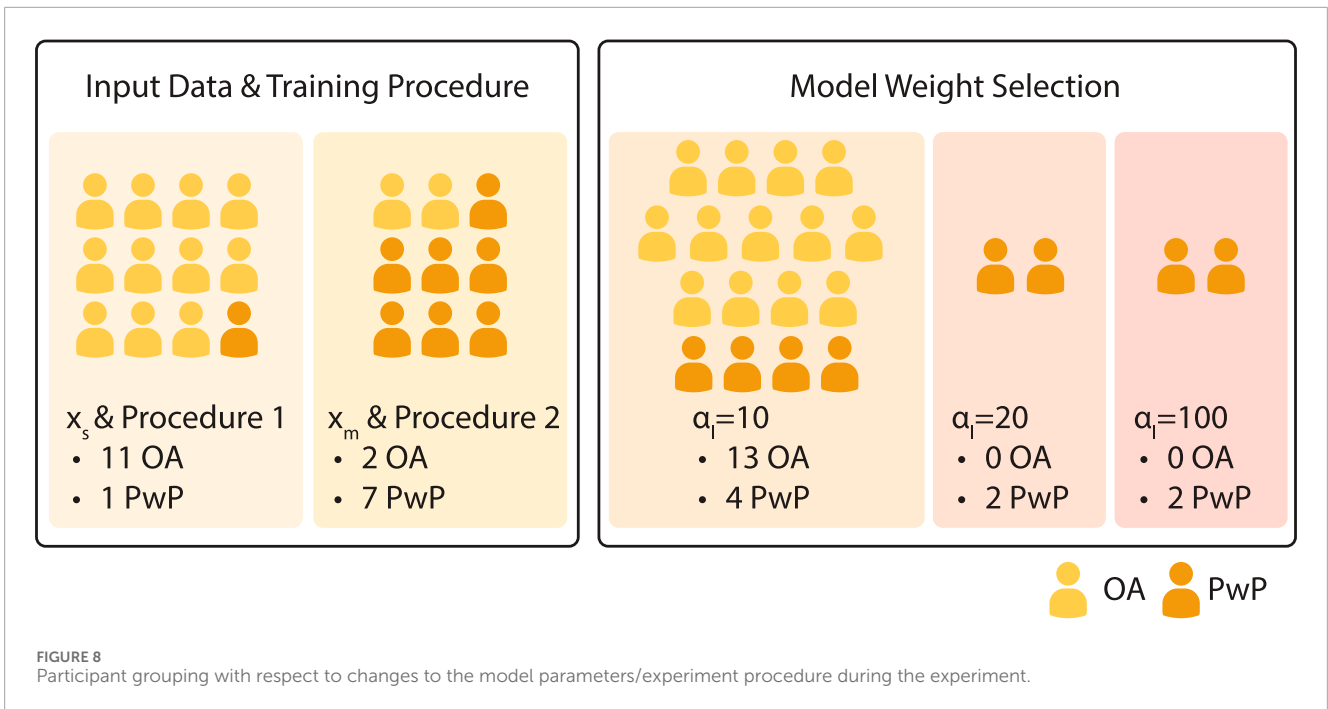 Input Data & Training Procedure
xs & Procedure 1
• 11 OA
• 1 PwP
xm & Procedure 2
• 2 OA
• 7 PwP
Model Weight Selection
αl=10
• 13 OA
• 4 PwP
αl=20
• 0 OA
• 2 PwP
αl=100
• 0 OA
• 2 PwP
OA PwP
FIGURE 8
Participant grouping with respect to changes to the model parameters/experiment procedure during the experiment.